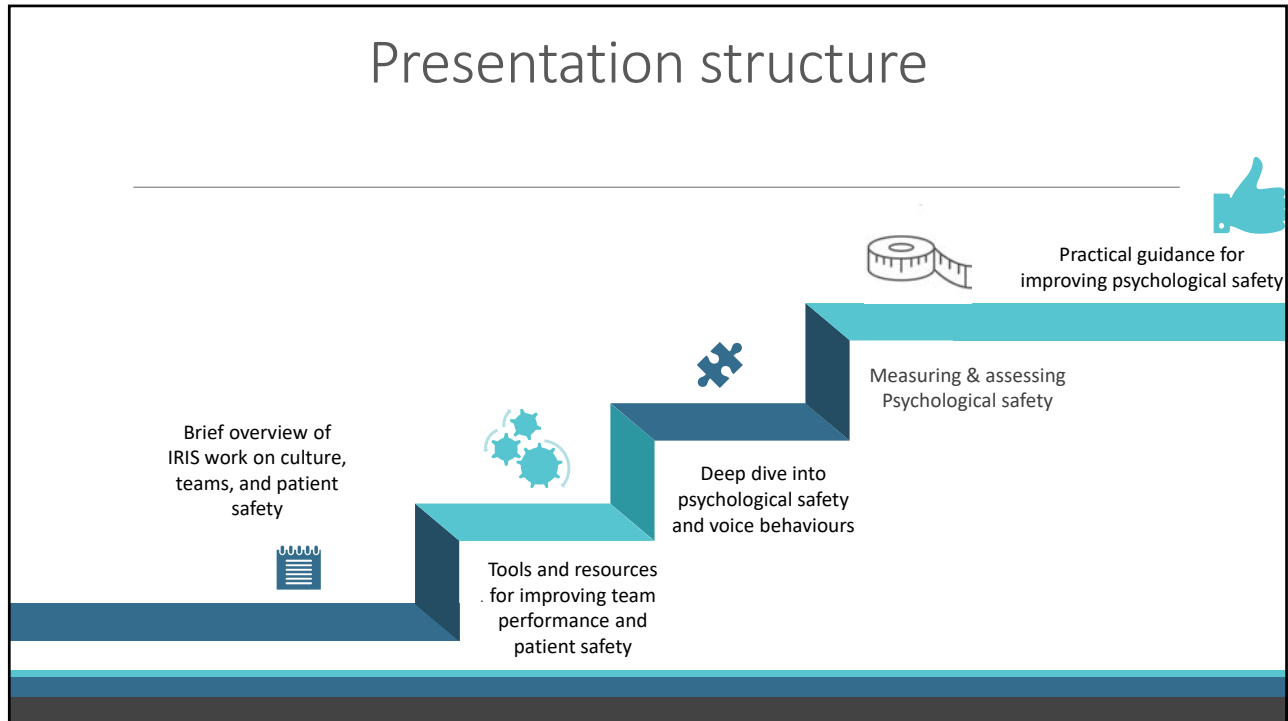 Presentation structure
Brief overview of
IRIS work on culture,
teams, and patient
safety
Tools and resources
. for improving team
performance and
patient safety
Deep dive into
psychological safety
and voice behaviours
Measuring & assessing
Psychological safety
Practical guidance for
improving psychological safety